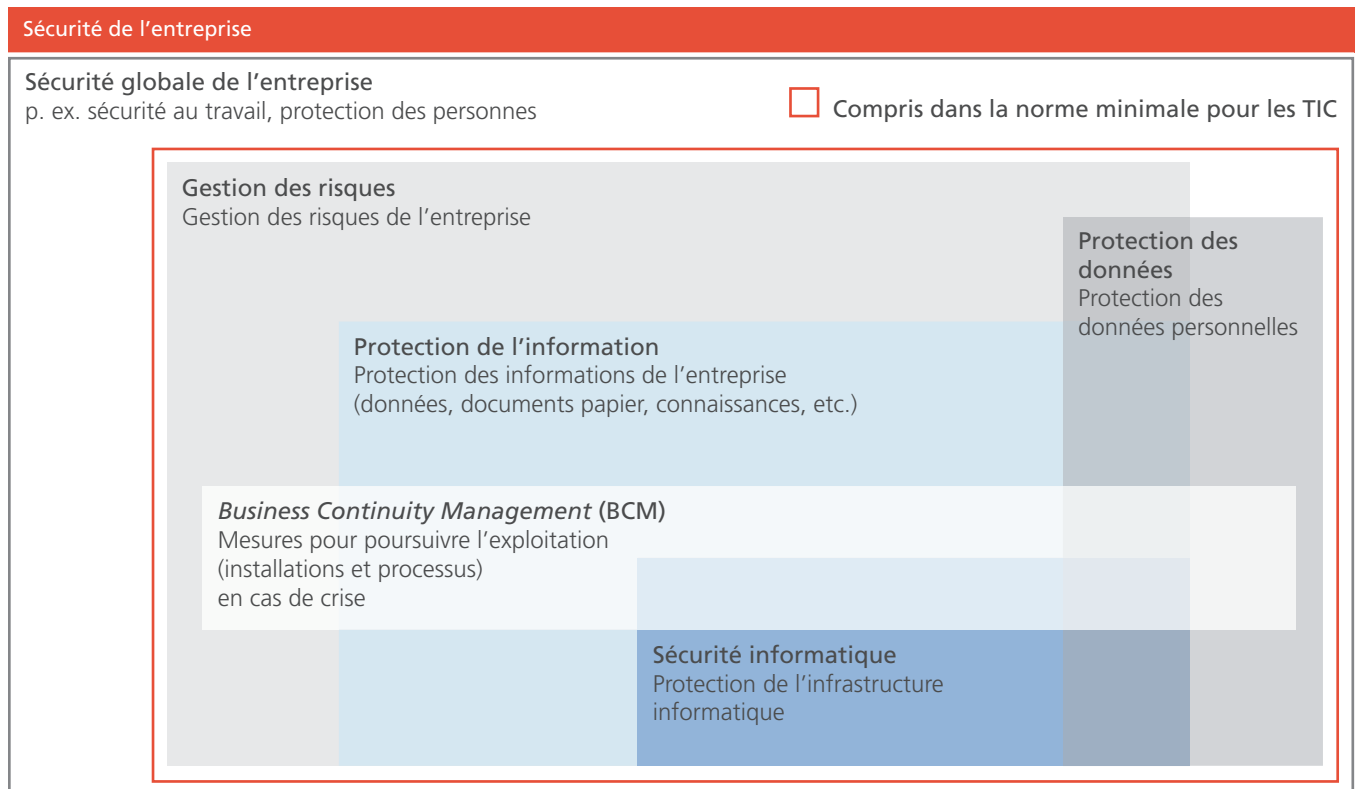 Sécurité de l’entreprise
Sécurité globale de l’entreprise
p. ex. sécurité au travail, protection des personnes
Compris dans la norme minimale pour les TIC
Gestion des risques
Gestion des risques de l’entreprise
Protection des
données
Protection des
données personnelles
Protection de l’information
Protection des informations de l’entreprise
(données, documents papier, connaissances, etc.)
Business Continuity Management (BCM)
Mesures pour poursuivre l’exploitation
(installations et processus)
en cas de crise
Sécurité informatique
Protection de l’infrastructure
informatique